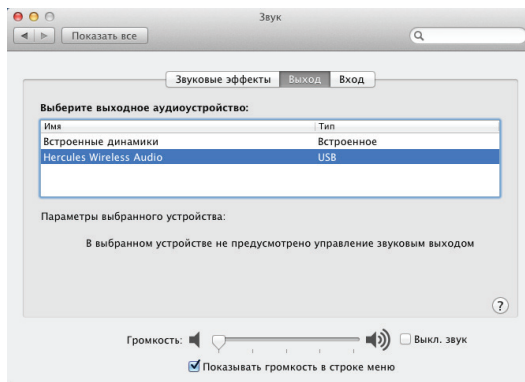 Звук
Показать все
Звуковые эффекты Выход Вход
Выберите выходное аудиоустройство:
Имя Тип
Встроенные динамики Встроенное
Hercules Wireless Audio USB
Параметры выбранного устройства:
В выбранном устройстве не предусмотрено управление звуковым выходом
?
Громкость: Выкл. звук
Показывать громкость в строке меню